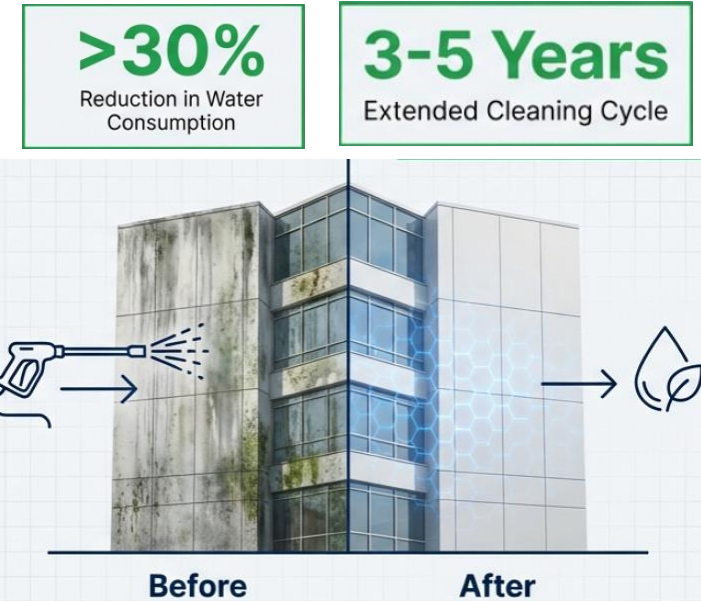 >30%
Reduction in Water
Consumption
3-5 Years
Extended Cleaning Cycle
Before
After